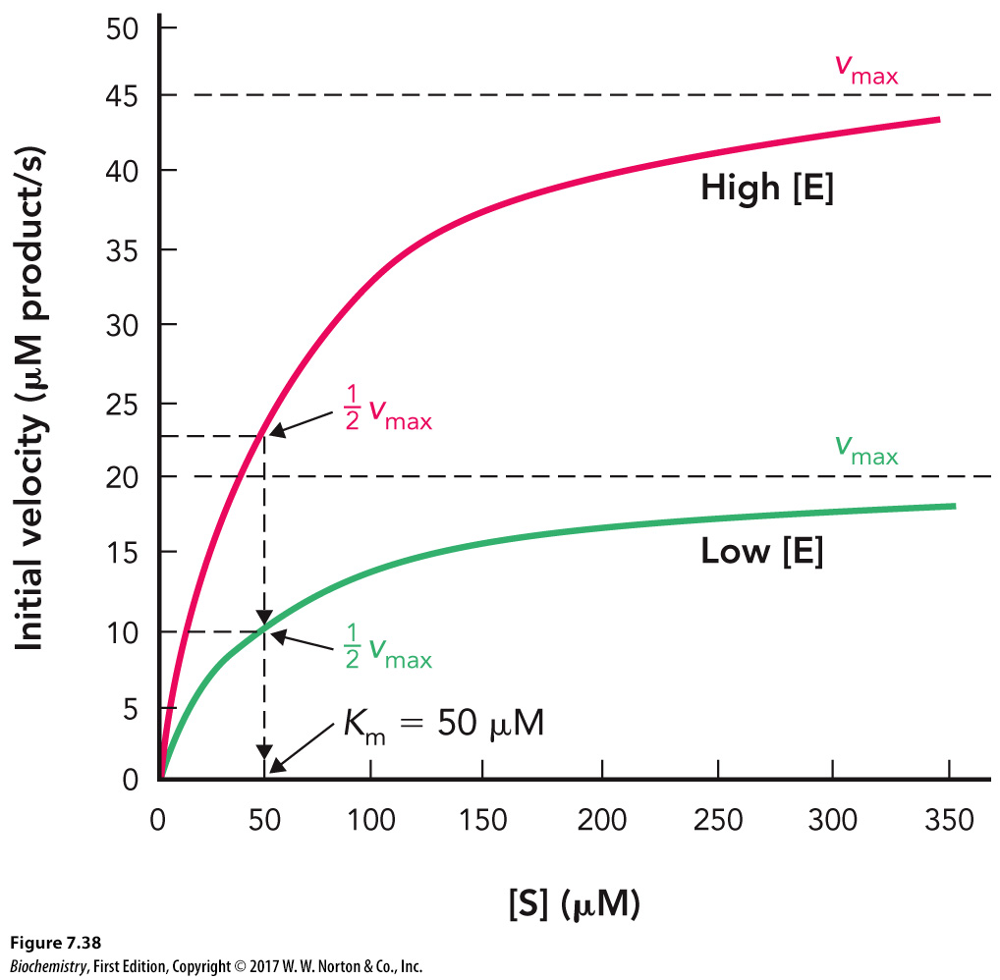 Initial velocity (μM product/s)
50
45
40
35
30
25
20
15
10
5
0
vmax
High [E]
1/2 vmax
vmax
Low [E]
1/2 vmax
Km = 50 μM
0 50 100 150 200 250 300 350
[S] (μM)
Figure 7.38
Biochemistry, First Edition, Copyright © 2017 W. W. Norton & Co., Inc.